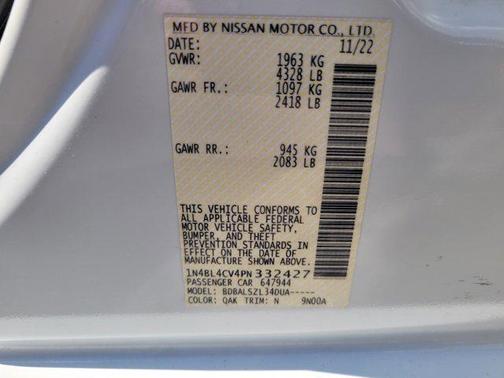 MFD BY NISSAN MOTOR CO., LTD.
DATE: 11/22
GVWR: 1963 KG
4328 LB
GAWR FR.: 1097 KG
2418 LB
GAWR RR.: 945 KG
2083 LB
THIS VEHICLE CONFORMS TO
ALL APPLICABLE FEDERAL
MOTOR VEHICLE SAFETY,
BUMPER, AND THEFT
PREVENTION STANDARDS IN
EFFECT ON THE DATE OF
MANUFACTURE SHOWN ABOVE.
1N4BL4CV4PN332427
PASSENGER CAR 647944
MODEL: BDBALSZL34DUA-----
COLOR: QAK TRIM: N 9N00A